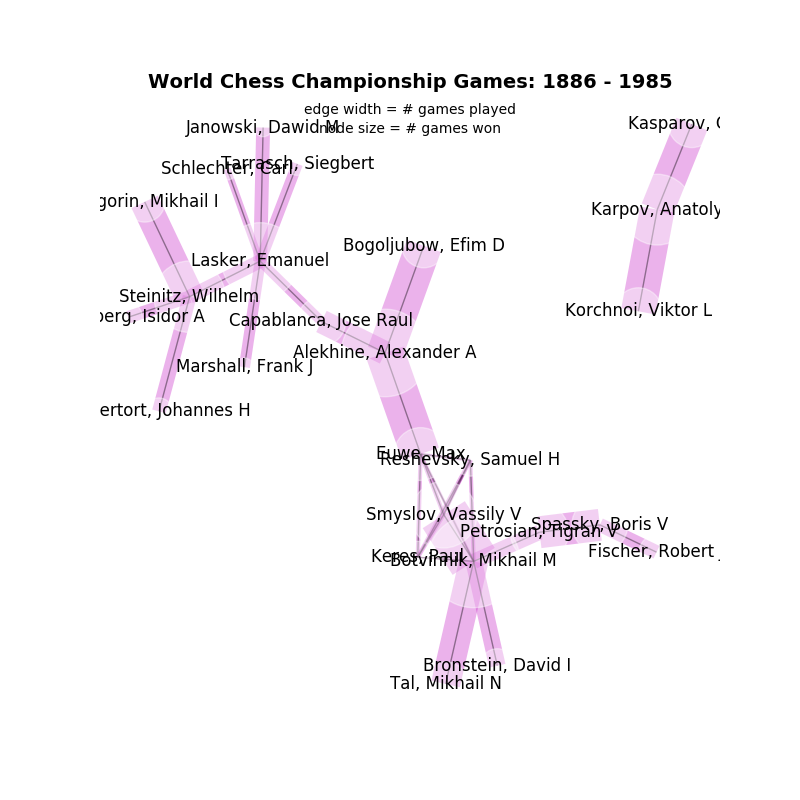 World Chess Championship Games: 1886 - 1985
edge width = # games played
node size = # games won
Kasparov, G
Janowski, Dawid M
Tarrasch, Siegbert
Schlechter, Carl
gorin, Mikhail I
Karpov, Anatoly
Bogoljubow, Efim D
Lasker, Emanuel
Steinitz, Wilhelm
berg, Isidor A
Korchnoi, Viktor L
Capablanca, Jose Raul
Alekhine, Alexander A
Marshall, Frank J
ertort, Johannes H
Euwe, Max
Reshevsky, Samuel H
Smyslov, Vassily V
Spassky, Boris V
Petrosian, Tigran V
Fischer, Robert J
Keres, Paul
Botvinnik, Mikhail M
Bronstein, David I
Tal, Mikhail N